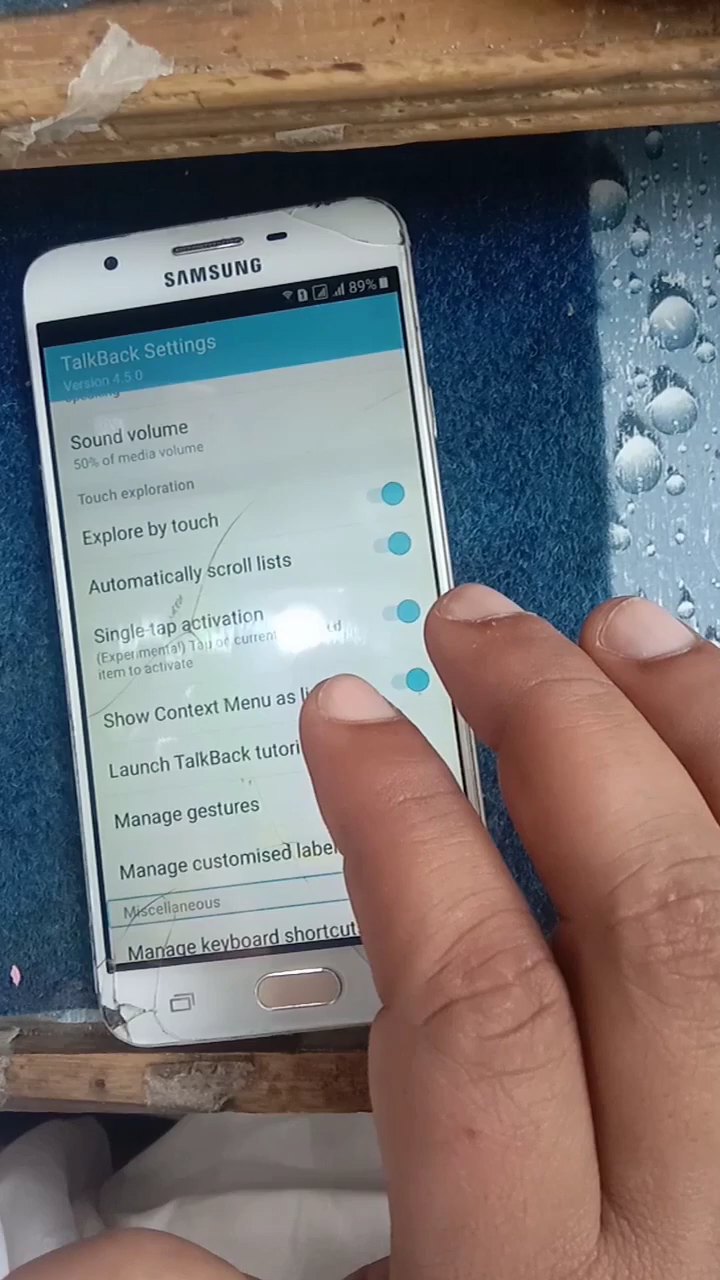 SAMSUNG
89%
TalkBack Settings
Version 4.5.0
Sound volume
50% of media volume
Touch exploration
Explore by touch
Automatically scroll lists
Single-tap activation
(Experimental) Tap on
item to activate
Show Context Menu as
Launch TalkBack
Manage gestures
Manage customised
Miscellaneous
Manage keyboard